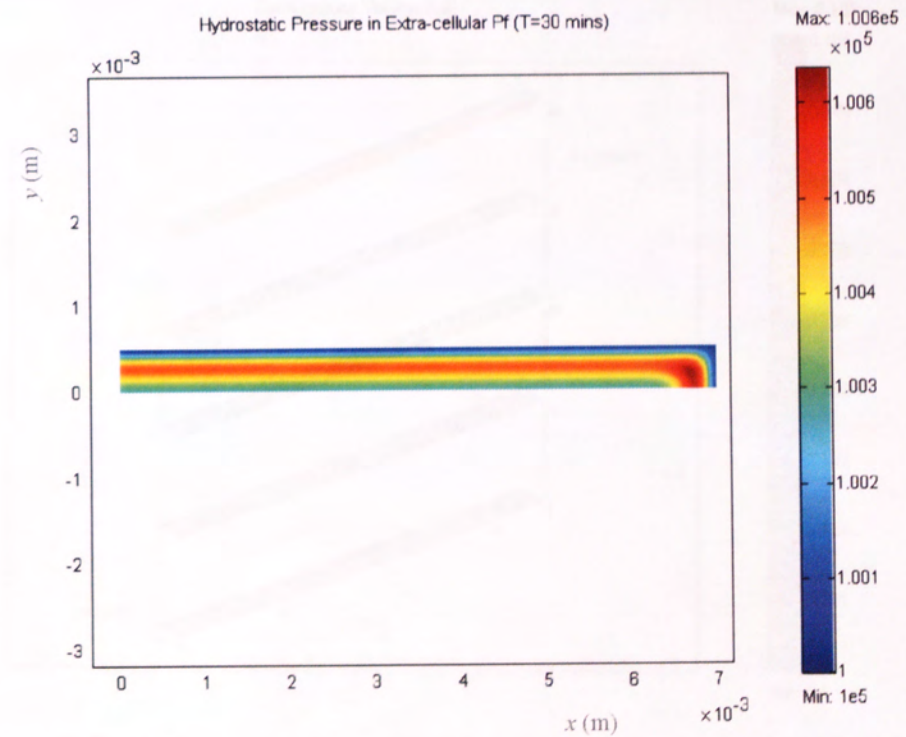 Hydrostatic Pressure in Extra-cellular Pf (T=30 mins)
Max: 1.006e5
×10⁻³
×10⁵
y (m)
3
2
1
0
-1
-2
-3
0 1 2 3 4 5 6 7
×10⁻³
x (m)
1.006
1.005
1.004
1.003
1.002
1.001
1
Min: 1e5